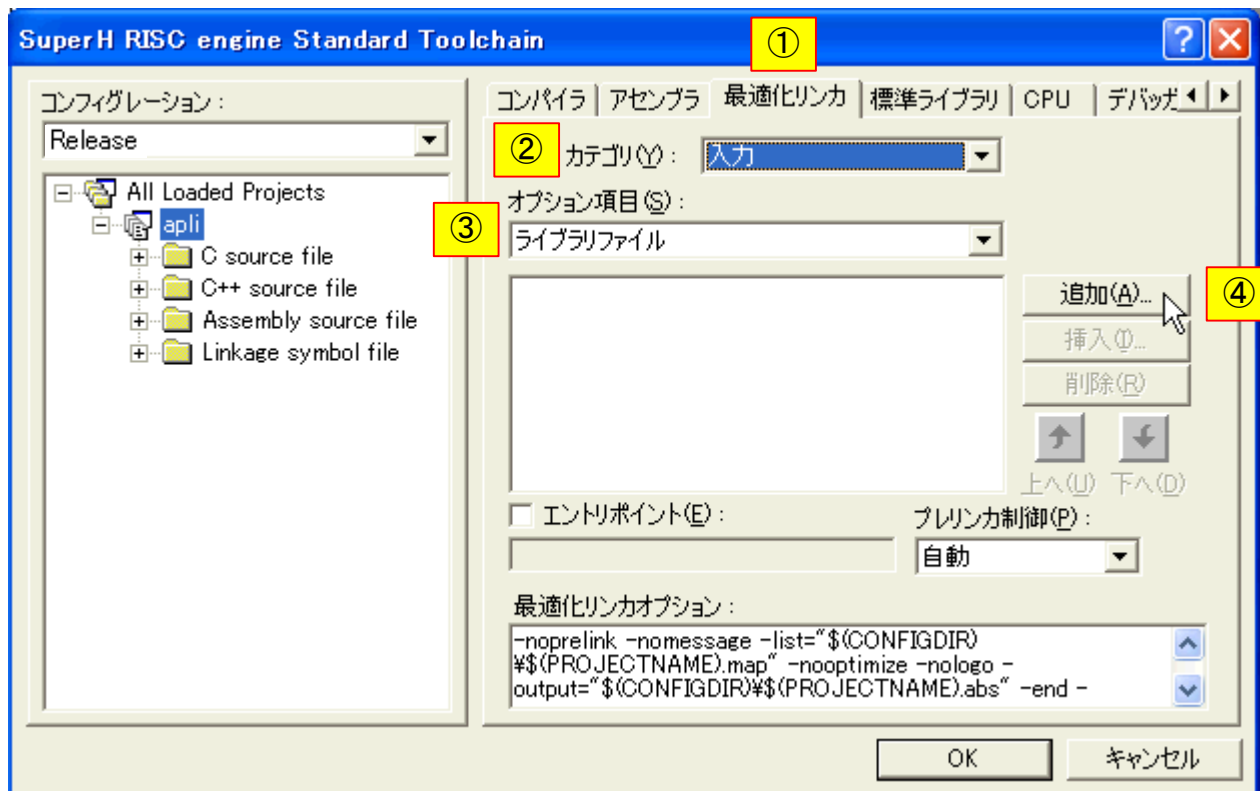 SuperH RISC engine Standard Toolchain
①
コンフィグレーション :
Release
All Loaded Projects
apli
C source file
C++ source file
Assembly source file
Linkage symbol file
コンパイラ アセンブラ 最適化リンカ 標準ライブラリ CPU デバッガ
② カテゴリ(Y) : 入力
オプション項目(S) :
③ ライブラリファイル
追加(A)... ④
挿入(I)...
削除(R)
上へ(U) 下へ(D)
エントリポイント(E) :
プレリンカ制御(P) :
自動
最適化リンカオプション :
-noprelink -nomessage -list="$(CONFIGDIR)
¥$(PROJECTNAME).map" -nooptimize -nologo -
output="$(CONFIGDIR)¥$(PROJECTNAME).abs" -end -
OK キャンセル